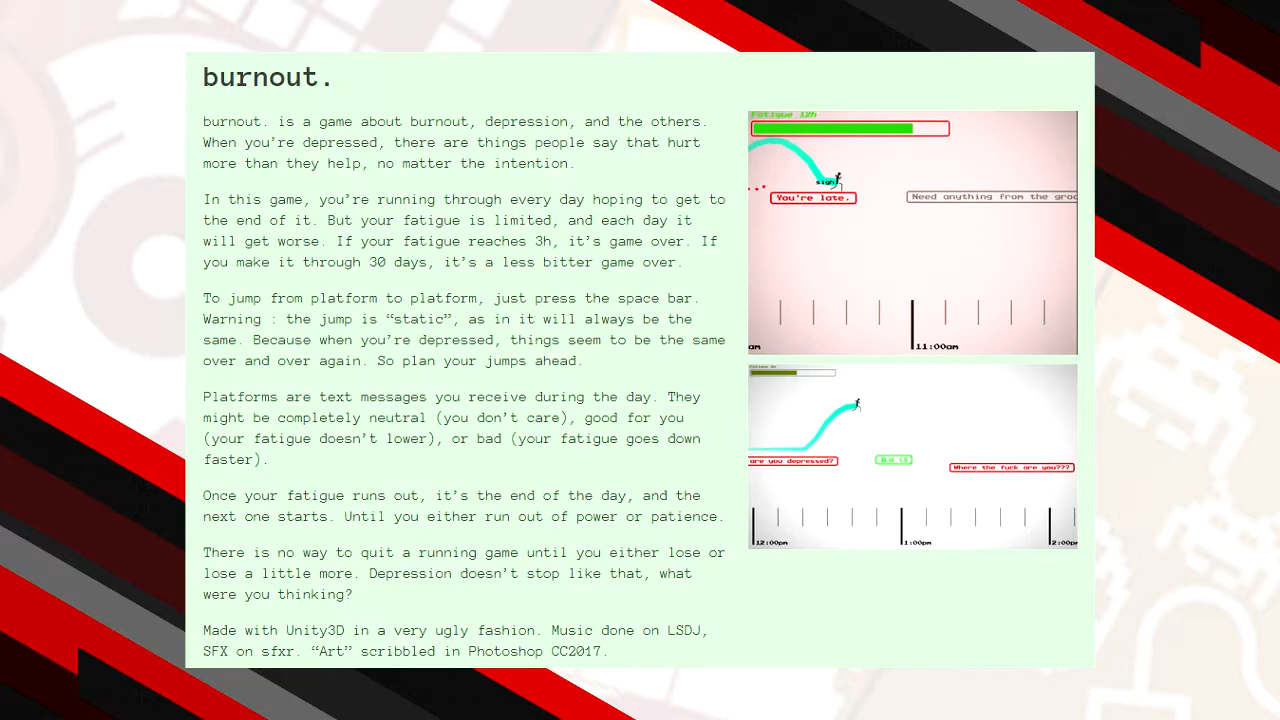 burnout.
burnout. is a game about burnout, depression, and the others.
When you're depressed, there are things people say that hurt
more than they help, no matter the intention.
In this game, you're running through every day hoping to get to
the end of it. But your fatigue is limited, and each day it
will get worse. If your fatigue reaches 3h, it's game over. If
you make it through 30 days, it's a less bitter game over.
To jump from platform to platform, just press the space bar.
Warning : the jump is “static”, as in it will always be the
same. Because when you're depressed, things seem to be the same
over and over again. So plan your jumps ahead.
Platforms are text messages you receive during the day. They
might be completely neutral (you don't care), good for you
(your fatigue doesn't lower), or bad (your fatigue goes down
faster).
Once your fatigue runs out, it's the end of the day, and the
next one starts. Until you either run out of power or patience.
There is no way to quit a running game until you either lose or
lose a little more. Depression doesn't stop like that, what
were you thinking?
Made with Unity3D in a very ugly fashion. Music done on LSDJ,
SFX on sfxr. “Art” scribbled in Photoshop CC2017.
Fatigue 12h
sigh
You're late.
Need anything from the groc
am
11:00am
are you depressed?
Where the fuck are you???
12:00pm
1:00pm
2:00pm